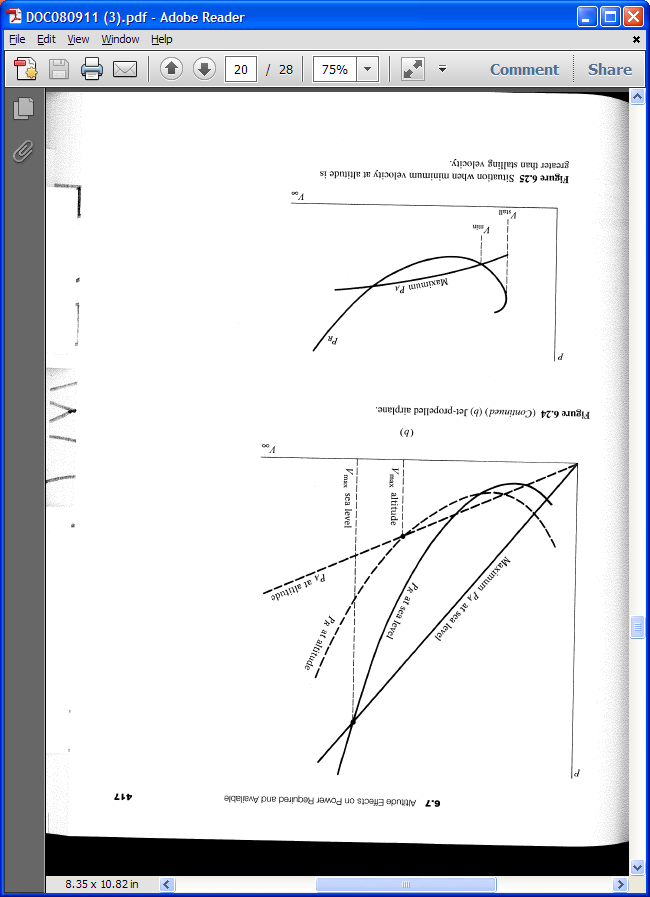 DOC080911 (3).pdf - Adobe Reader
File Edit View Window Help
20 / 28 75% Comment Share
6.7 Altitude Effects on Power Required and Available 417
P
Maximum P_A at sea level
P_R at sea level
P_R at altitude
P_A at altitude
V_max altitude
V_max sea level
V∞
(b)
Figure 6.24 (Continued) (b) Jet-propelled airplane.
P
P_R
Maximum P_A
V_min
V_stall
V∞
Figure 6.25 Situation when minimum velocity at altitude is
greater than stalling velocity.
8.35 x 10.82 in